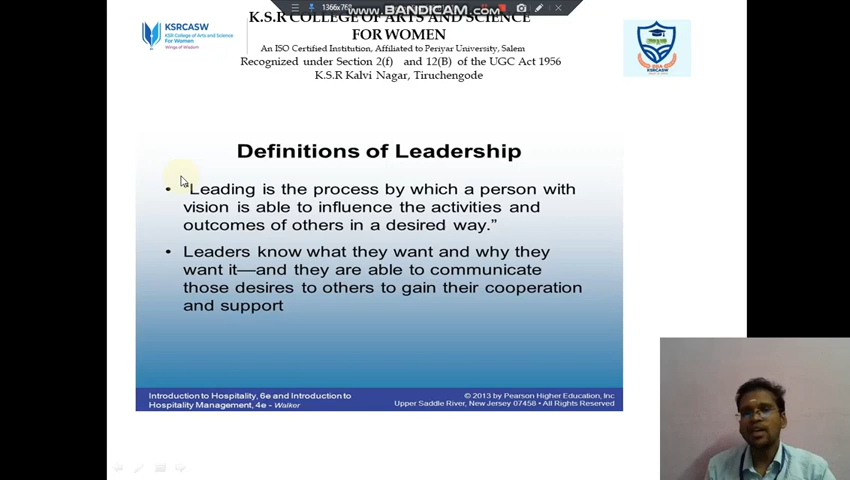 1366x768
WWW.BANDICAM.COM
K.S.R COLLEGE OF ARTS AND SCIENCE
FOR WOMEN
An ISO Certified Institution, Affiliated to Periyar University, Salem
Recognized under Section 2(f) and 12(B) of the UGC Act 1956
K.S.R Kalvi Nagar, Tiruchengode
KSRCASW
KSR College of Arts and Science
For Women
Wings of Wisdom
KSRCASW
Definitions of Leadership
• "Leading is the process by which a person with
vision is able to influence the activities and
outcomes of others in a desired way.”
• Leaders know what they want and why they
want it—and they are able to communicate
those desires to others to gain their cooperation
and support
Introduction to Hospitality, 6e and Introduction to
Hospitality Management, 4e - Walker
© 2013 by Pearson Higher Education, Inc
Upper Saddle River, New Jersey 07458 • All Rights Reserved